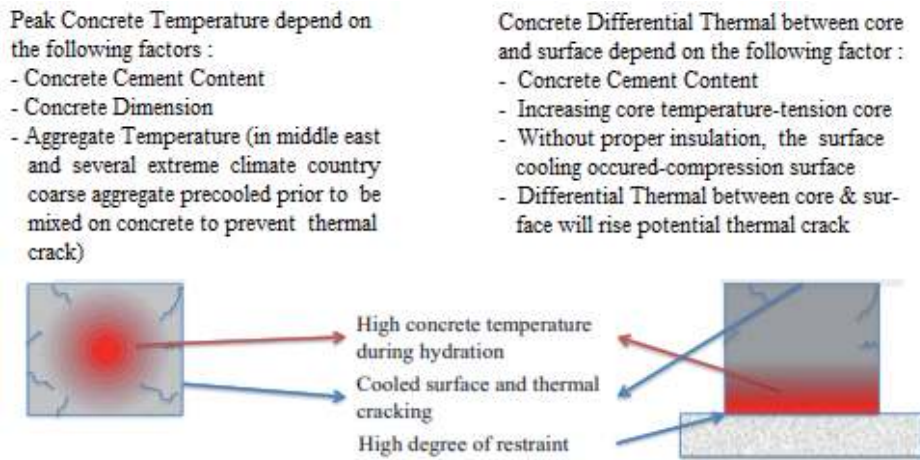 Peak Concrete Temperature depend on
the following factors :
- Concrete Cement Content
- Concrete Dimension
- Aggregate Temperature (in middle east
and several extreme climate country
coarse aggregate precooled prior to be
mixed on concrete to prevent thermal
crack)
Concrete Differential Thermal between core
and surface depend on the following factor :
- Concrete Cement Content
- Increasing core temperature-tension core
- Without proper insulation, the surface
cooling occured-compression surface
- Differential Thermal between core & sur-
face will rise potential thermal crack
High concrete temperature
during hydration
Cooled surface and thermal
cracking
High degree of restraint